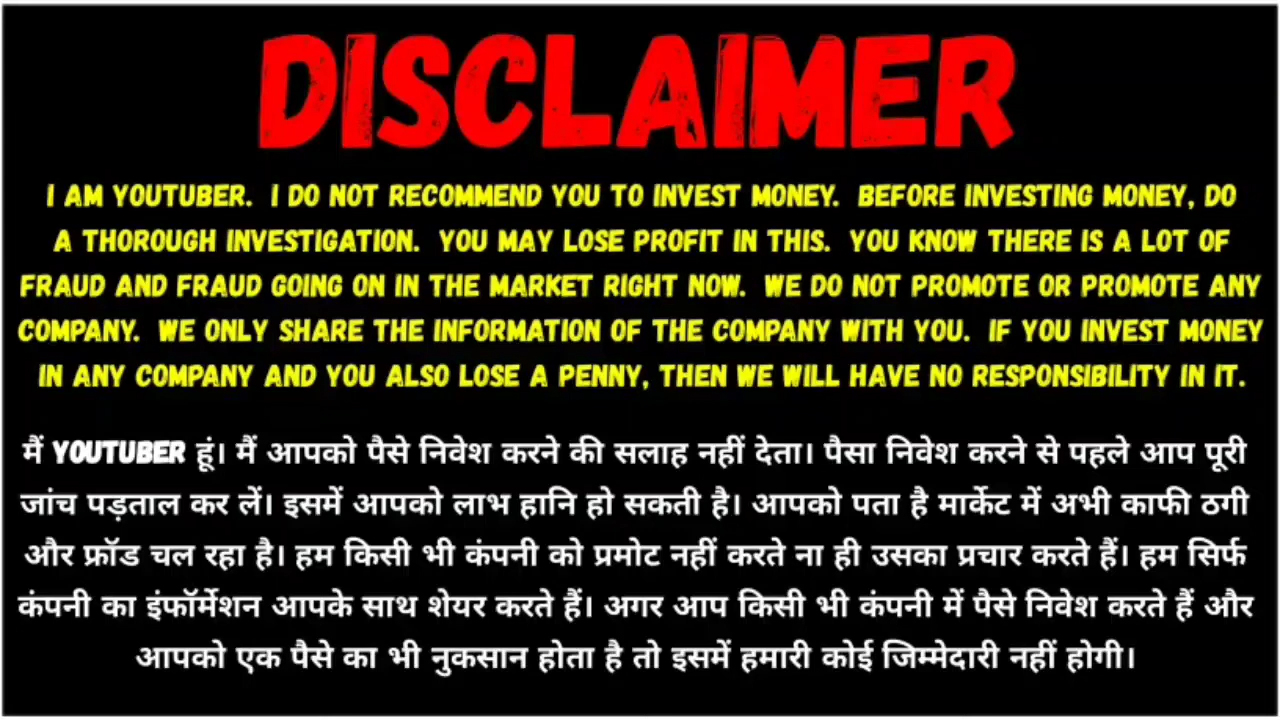 DISCLAIMER
I AM YOUTUBER. I DO NOT RECOMMEND YOU TO INVEST MONEY. BEFORE INVESTING MONEY, DO
A THOROUGH INVESTIGATION. YOU MAY LOSE PROFIT IN THIS. YOU KNOW THERE IS A LOT OF
FRAUD AND FRAUD GOING ON IN THE MARKET RIGHT NOW. WE DO NOT PROMOTE OR PROMOTE ANY
COMPANY. WE ONLY SHARE THE INFORMATION OF THE COMPANY WITH YOU. IF YOU INVEST MONEY
IN ANY COMPANY AND YOU ALSO LOSE A PENNY, THEN WE WILL HAVE NO RESPONSIBILITY IN IT.
मैं YOUTUBER हूं। मैं आपको पैसे निवेश करने की सलाह नहीं देता। पैसा निवेश करने से पहले आप पूरी
जांच पड़ताल कर लें। इसमें आपको लाभ हानि हो सकती है। आपको पता है मार्केट में अभी काफी ठगी
और फ्रॉड चल रहा है। हम किसी भी कंपनी को प्रमोट नहीं करते ना ही उसका प्रचार करते हैं। हम सिर्फ
कंपनी का इंफॉर्मेशन आपके साथ शेयर करते हैं। अगर आप किसी भी कंपनी में पैसे निवेश करते हैं और
आपको एक पैसे का भी नुकसान होता है तो इसमें हमारी कोई जिम्मेदारी नहीं होगी।